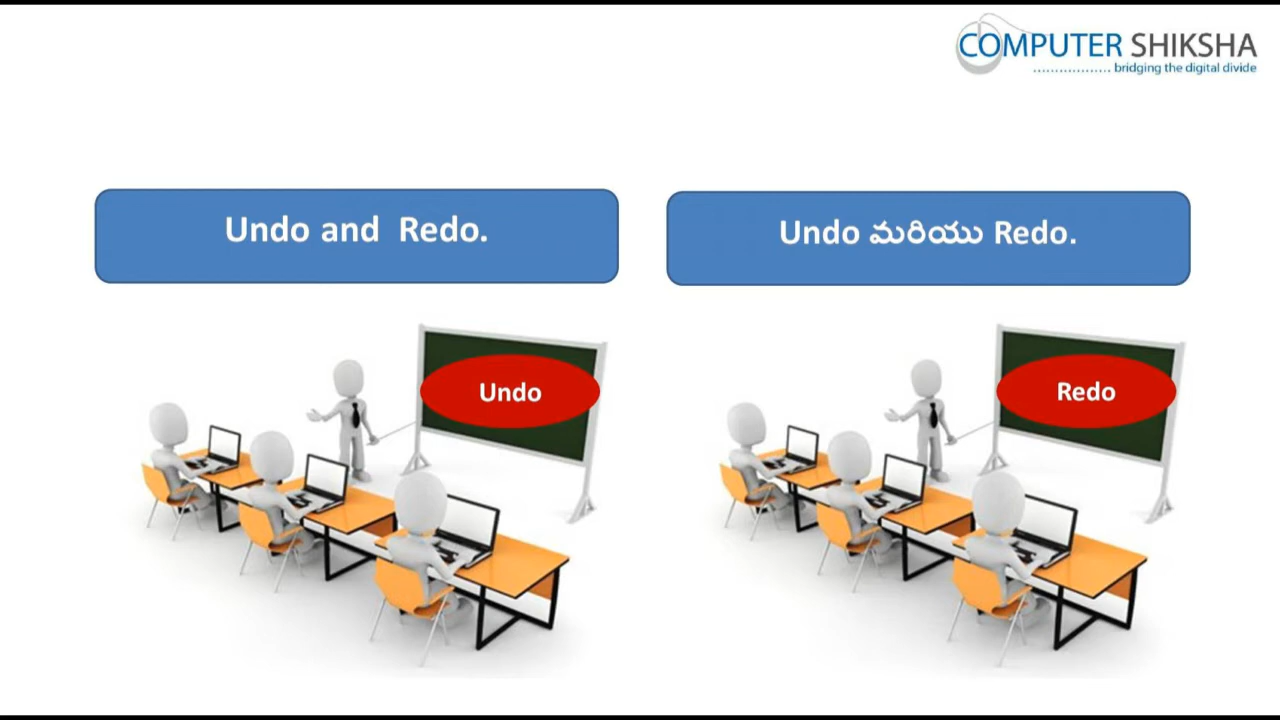 COMPUTER SHIKSHA
.................. bridging the digital divide
Undo and Redo.
Undo మరియు Redo.
Undo
Redo